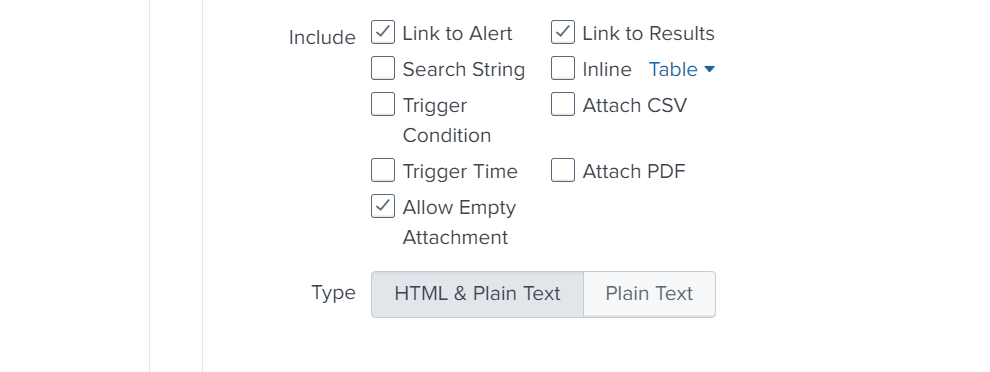 Include Link to Alert Link to Results
Search String Inline Table
Trigger Attach CSV
Condition
Trigger Time Attach PDF
Allow Empty
Attachment
Type HTML & Plain Text Plain Text